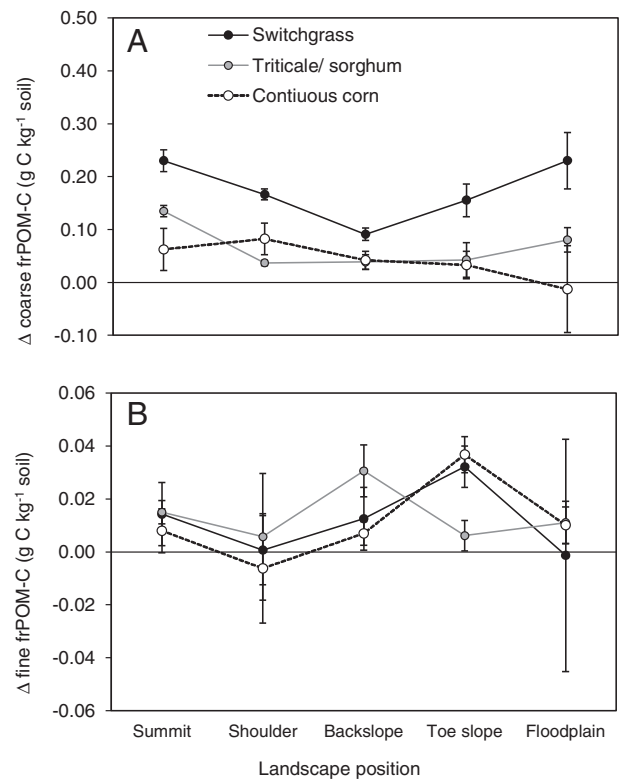 0.50
A
Switchgrass
0.40
Triticale/ sorghum
Contiuous corn
0.30
0.20
0.10
0.00
-0.10
Δ coarse frPOM-C (g C kg-1 soil)
0.06
B
0.04
0.02
0.00
-0.02
-0.04
-0.06
Δ fine frPOM-C (g C kg-1 soil)
Summit Shoulder Backslope Toe slope Floodplain
Landscape position